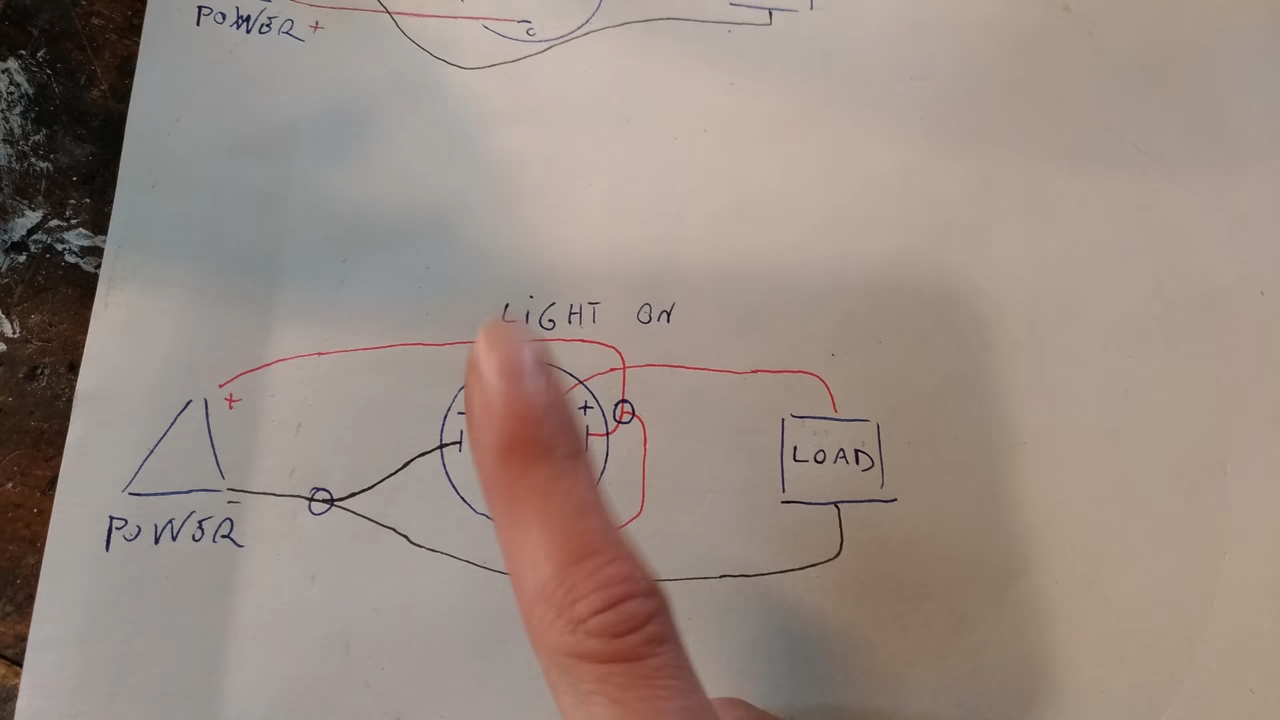 POWER +
C
LIGHT ON
+
- +
LOAD
-
POWER